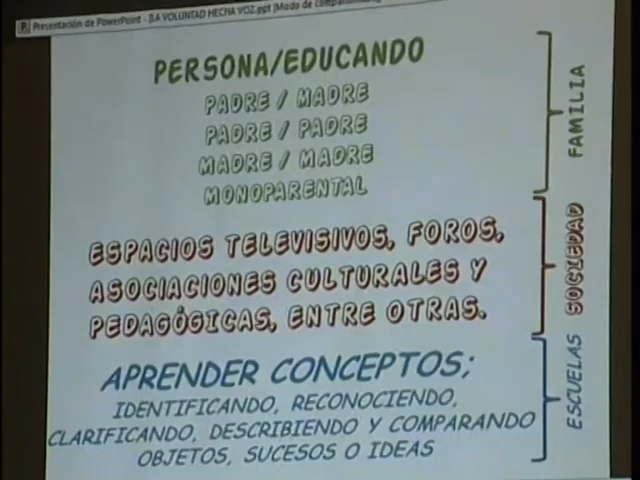 Presentación de PowerPoint - [LA VOLUNTAD HECHA VOZ.ppt [Modo de
PERSONA/EDUCANDO
PADRE / MADRE
PADRE / PADRE
MADRE / MADRE
MONOPARENTAL
FAMILIA
ESPACIOS TELEVISIVOS, FOROS,
ASOCIACIONES CULTURALES Y
PEDAGÓGICAS, ENTRE OTRAS.
SOCIEDAD
APRENDER CONCEPTOS;
IDENTIFICANDO, RECONOCIENDO,
CLARIFICANDO, DESCRIBIENDO Y COMPARANDO
OBJETOS, SUCESOS O IDEAS
ESCUELAS